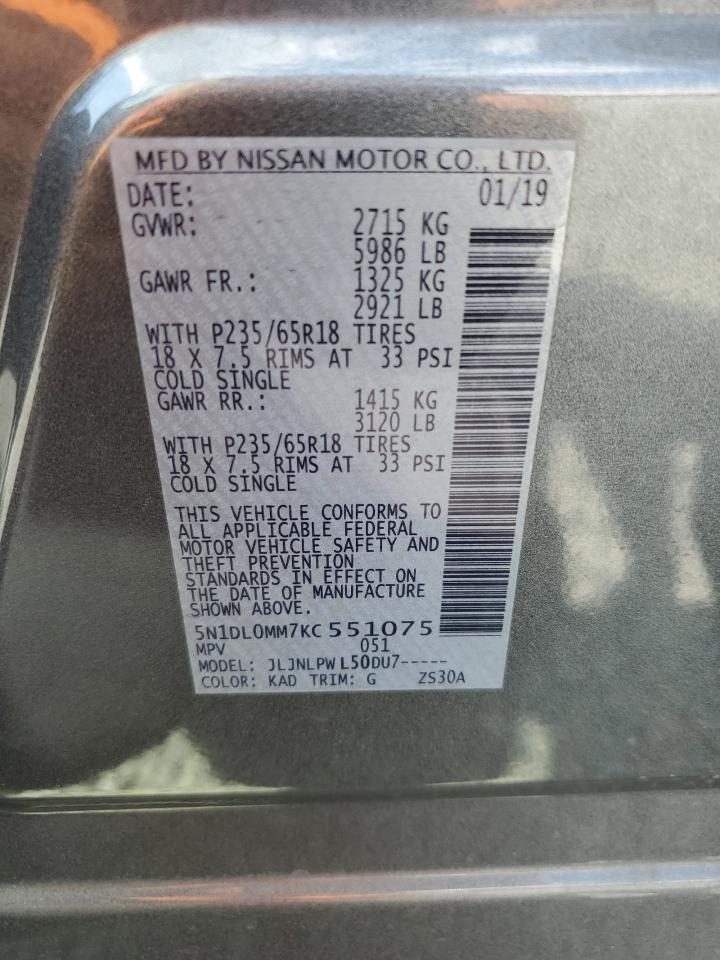 MFD BY NISSAN MOTOR CO., LTD.
DATE: 01/19
GVWR: 2715 KG
5986 LB
GAWR FR.: 1325 KG
2921 LB
WITH P235/65R18 TIRES
18 X 7.5 RIMS AT 33 PSI
COLD SINGLE
GAWR RR.: 1415 KG
3120 LB
WITH P235/65R18 TIRES
18 X 7.5 RIMS AT 33 PSI
COLD SINGLE
THIS VEHICLE CONFORMS TO
ALL APPLICABLE FEDERAL
MOTOR VEHICLE SAFETY AND
THEFT PREVENTION
STANDARDS IN EFFECT ON
THE DATE OF MANUFACTURE
SHOWN ABOVE.
5N1DL0MM7KC551075
MPV 051
MODEL: JLJNLPWL50DU7-----
COLOR: KAD TRIM: G ZS30A